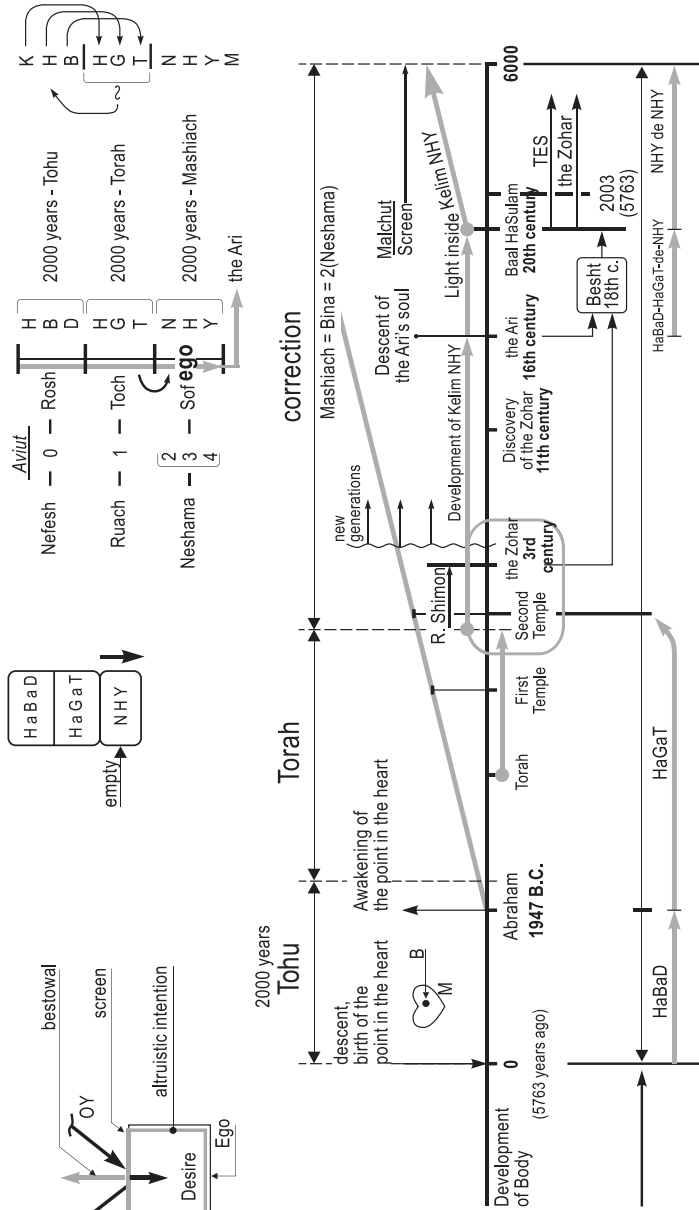 bestowal
OY
screen
altruistic intention
Desire
Ego
empty
HaBaD
HaGaT
NHY
Aviut
Nefesh — 0 — Rosh
Ruach — 1 — Toch
Neshama — 2 3 4 — Sof ego
H
B
D
H
G
T
N
H
Y
the Ari
2000 years - Tohu
2000 years - Torah
2000 years - Mashiach
K
H
B
H
G
T
N
H
Y
M
2
2000 years
Tohu
Torah
correction
Mashiach = Bina = 2(Neshama)
descent,
birth of the
point in the heart
B
M
Awakening of
the point in the heart
new
generations
R. Shimon
Development of Kelim NHY
Descent of
the Ari's soul
Light inside Kelim NHY
Malchut
Screen
Development
of Body
0
(5763 years ago)
Abraham
1947 B.C.
Torah
First
Temple
Second
Temple
the Zohar
3rd
century
Discovery
of the Zohar
11th century
the Ari
16th century
Baal HaSulam
20th century
TES
the Zohar
2003
(5763)
6000
Besht
18th c.
HaBaD
HaGaT
HaBaD-HaGaT-de-NHY
NHY de NHY